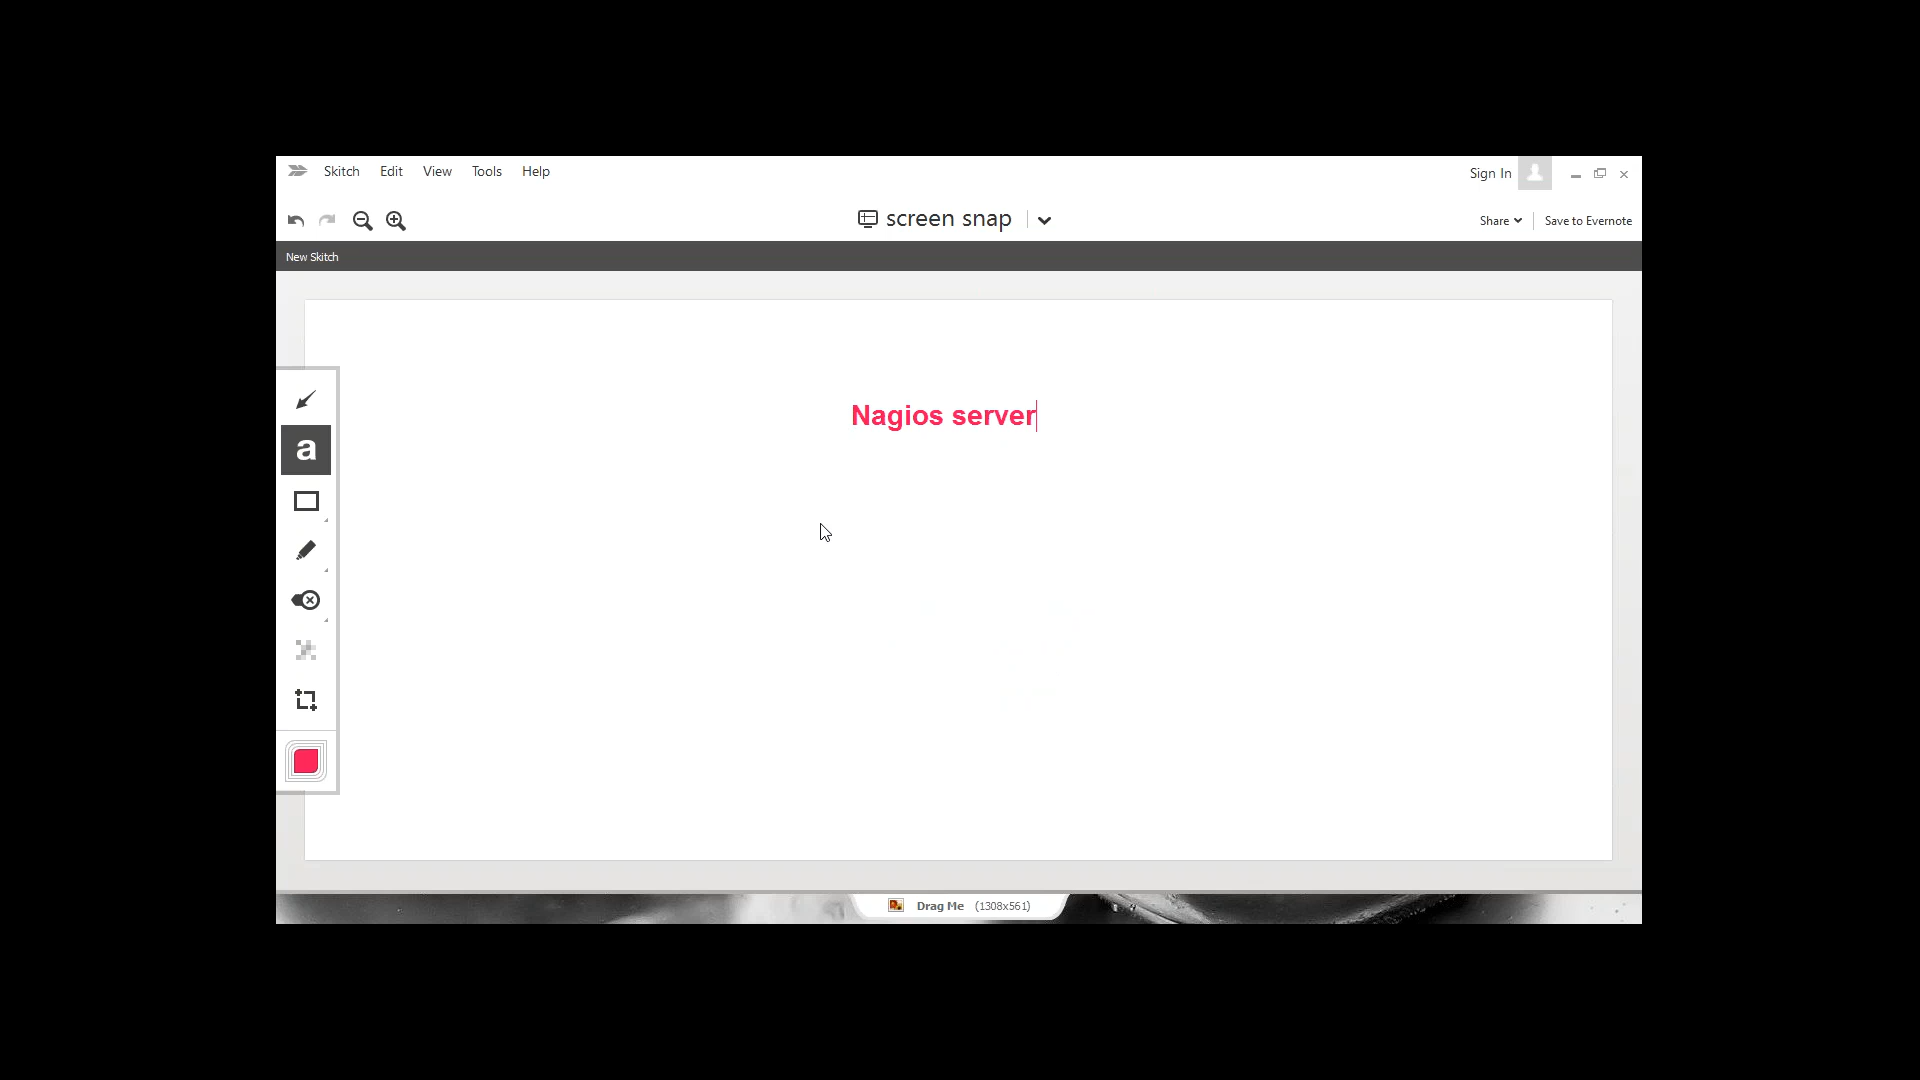 Skitch Edit View Tools Help
Sign In
screen snap
Share
Save to Evernote
New Skitch
Nagios server
a
Drag Me (1308x561)